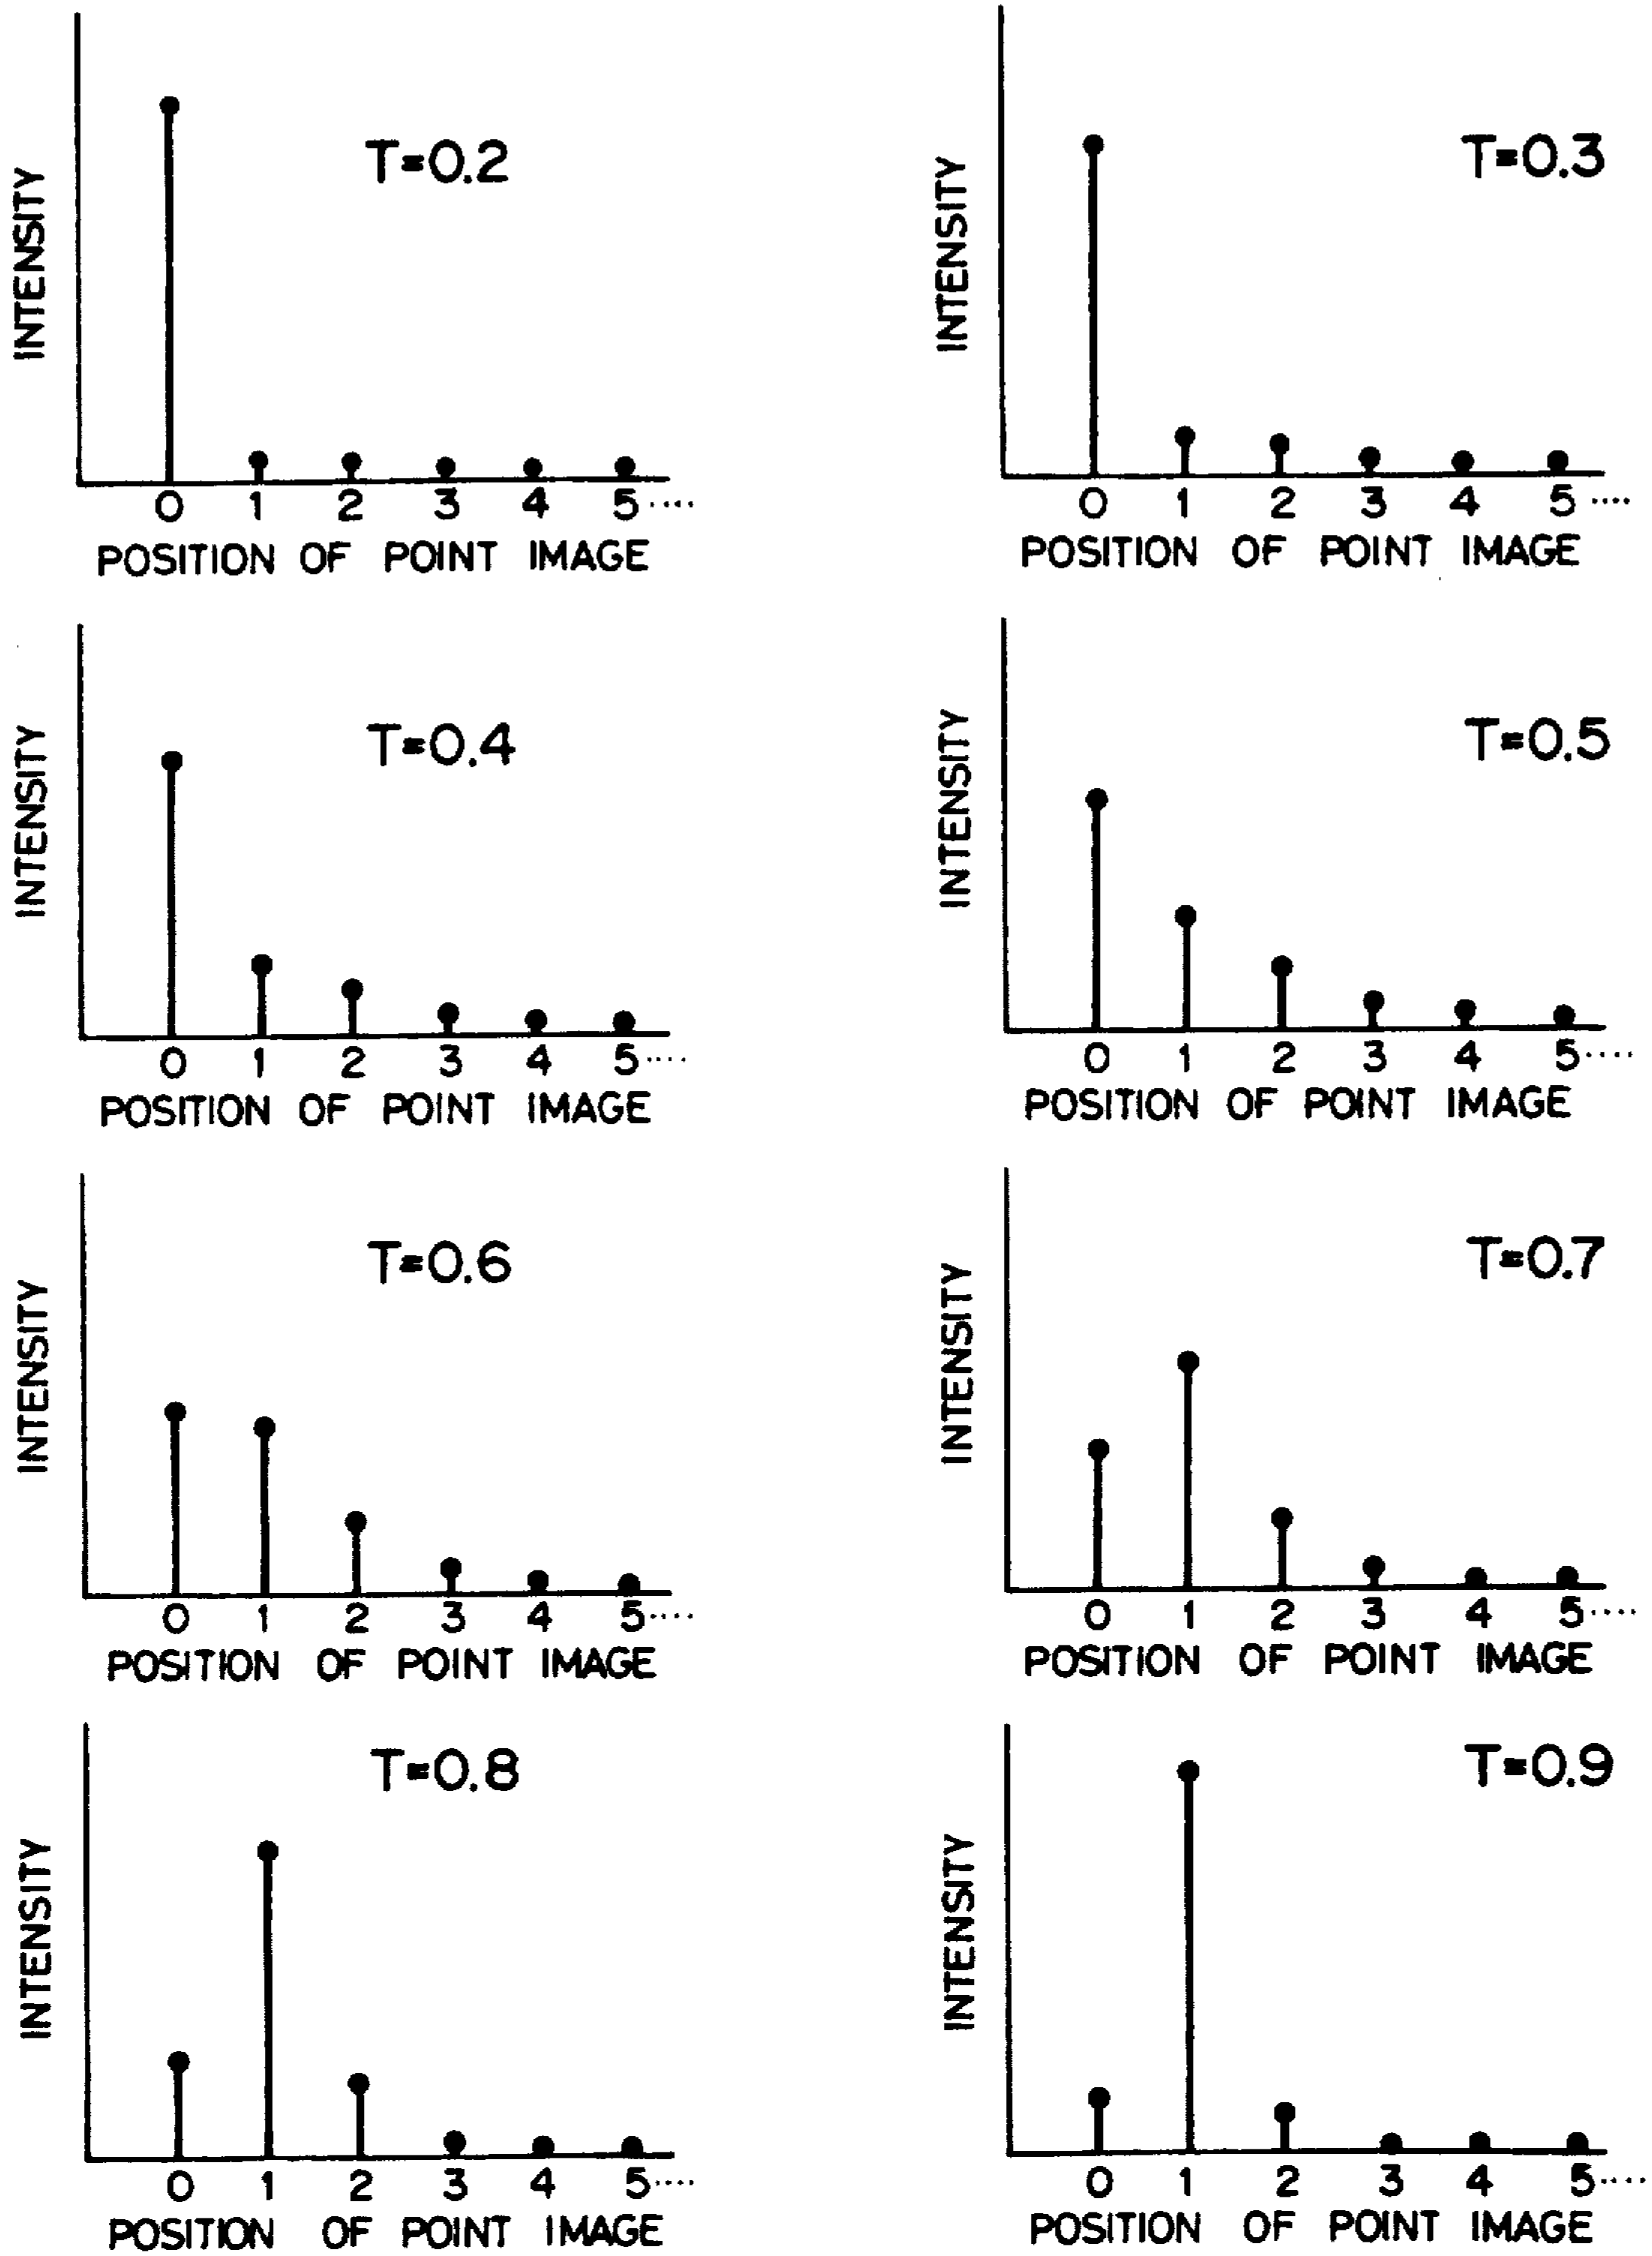 INTENSITY
T=0.2
0 1 2 3 4 5 ....
POSITION OF POINT IMAGE
INTENSITY
T=0.3
0 1 2 3 4 5 ....
POSITION OF POINT IMAGE
INTENSITY
T=0.4
0 1 2 3 4 5 ....
POSITION OF POINT IMAGE
INTENSITY
T=0.5
0 1 2 3 4 5 ....
POSITION OF POINT IMAGE
INTENSITY
T=0.6
0 1 2 3 4 5 ....
POSITION OF POINT IMAGE
INTENSITY
T=0.7
0 1 2 3 4 5 ....
POSITION OF POINT IMAGE
INTENSITY
T=0.8
0 1 2 3 4 5 ....
POSITION OF POINT IMAGE
INTENSITY
T=0.9
0 1 2 3 4 5 ....
POSITION OF POINT IMAGE